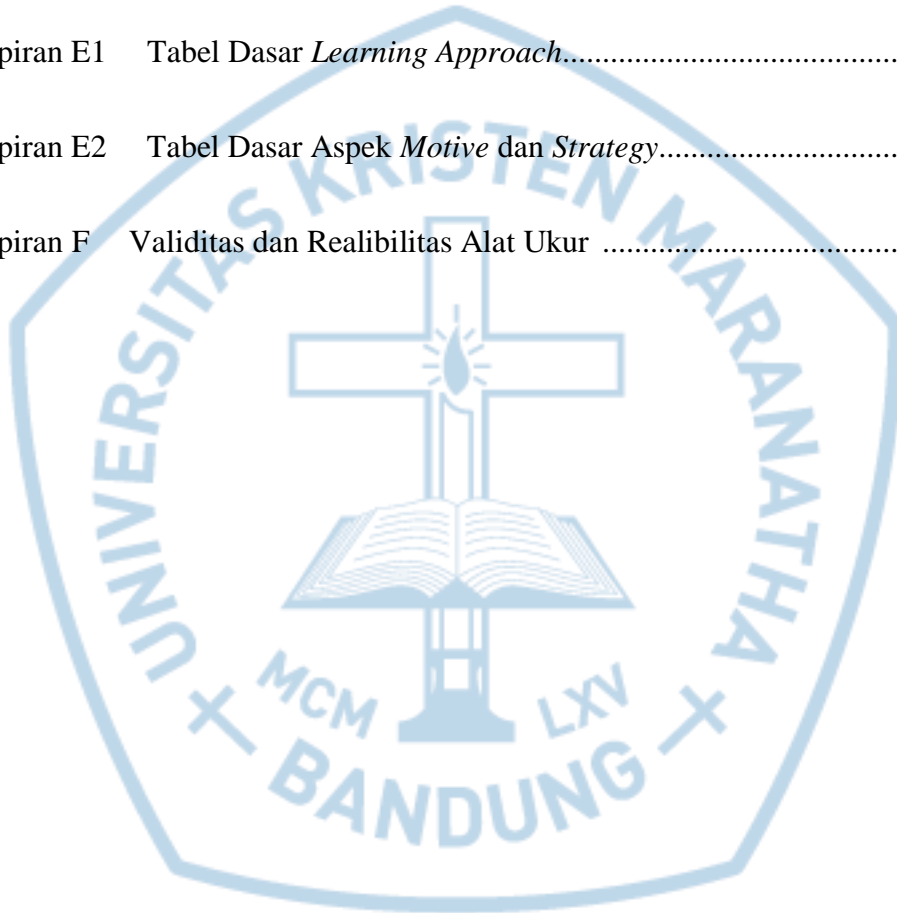 piran E1 Tabel Dasar Learning Approach..........................................
piran E2 Tabel Dasar Aspek Motive dan Strategy..............................
piran F Validitas dan Realibilitas Alat Ukur .....................................
UNIVERSITAS KRISTEN MARANATHA
MCM LXV
BANDUNG